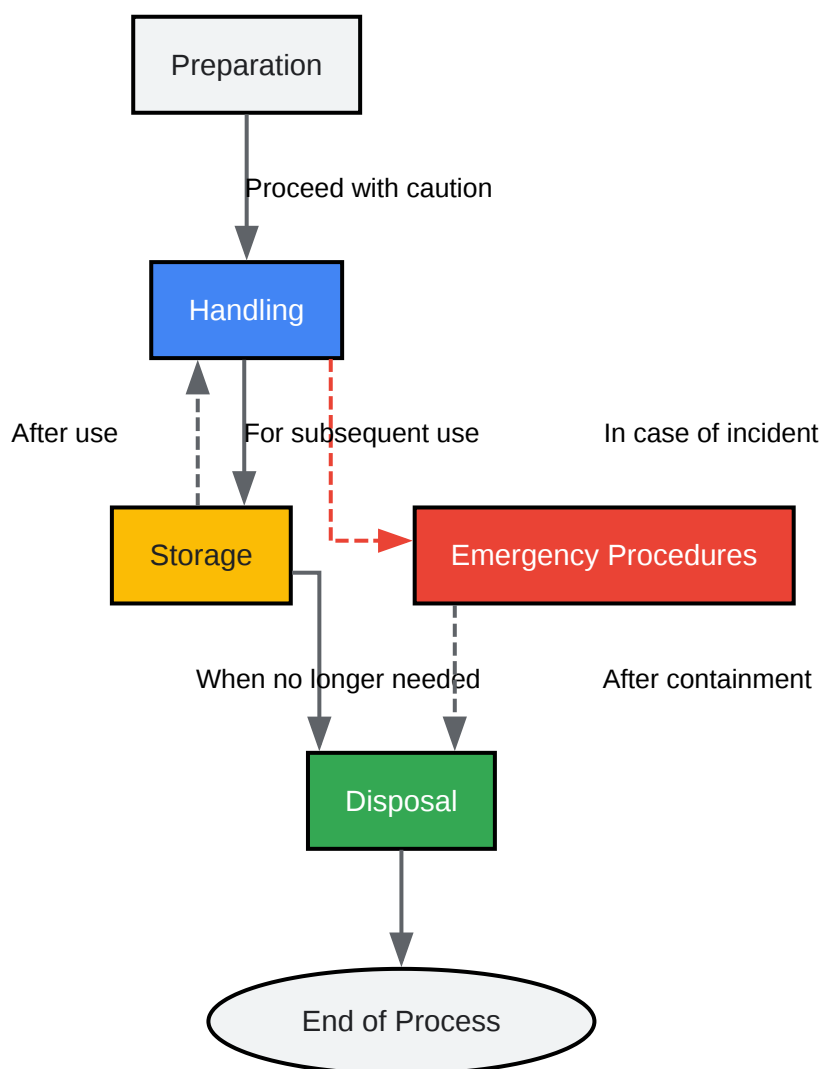 Preparation
Proceed with caution
Handling
After use
For subsequent use
In case of incident
Storage
Emergency Procedures
When no longer needed
After containment
Disposal
End of Process